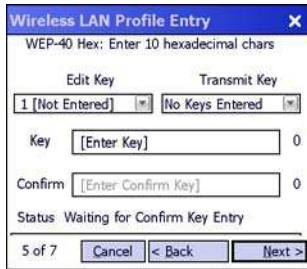 Wireless LAN Profile Entry X
WEP-40 Hex: Enter 10 hexadecimal chars
Edit Key Transmit Key
1 [Not Entered] No Keys Entered
Key [Enter Key] 0
Confirm [Enter Confirm Key] 0
Status Waiting for Confirm Key Entry
5 of 7 Cancel < Back Next >